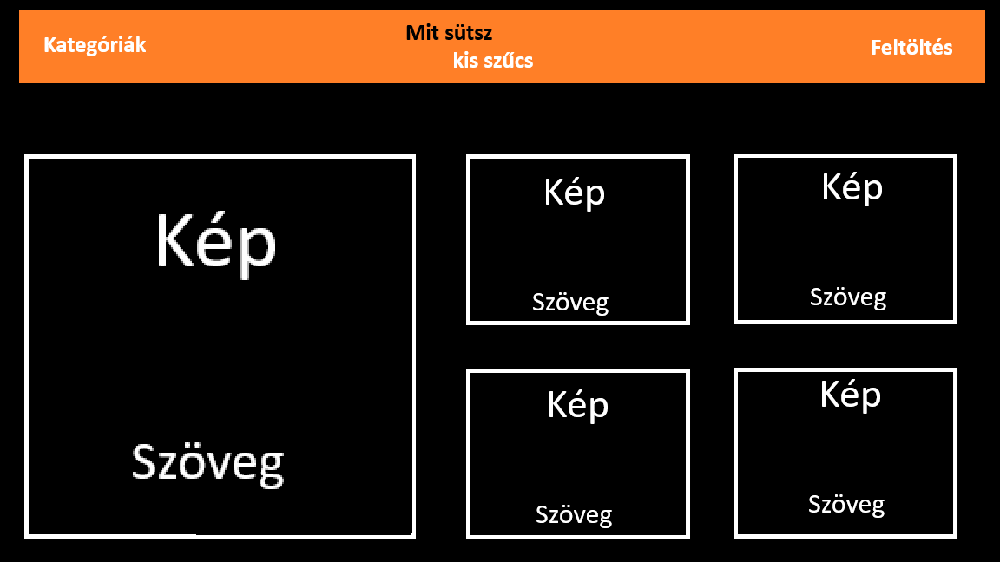 Kategóriák
Mit sütsz
kis szűcs
Feltöltés
Kép
Szöveg
Kép
Szöveg
Kép
Szöveg
Kép
Szöveg
Kép
Szöveg